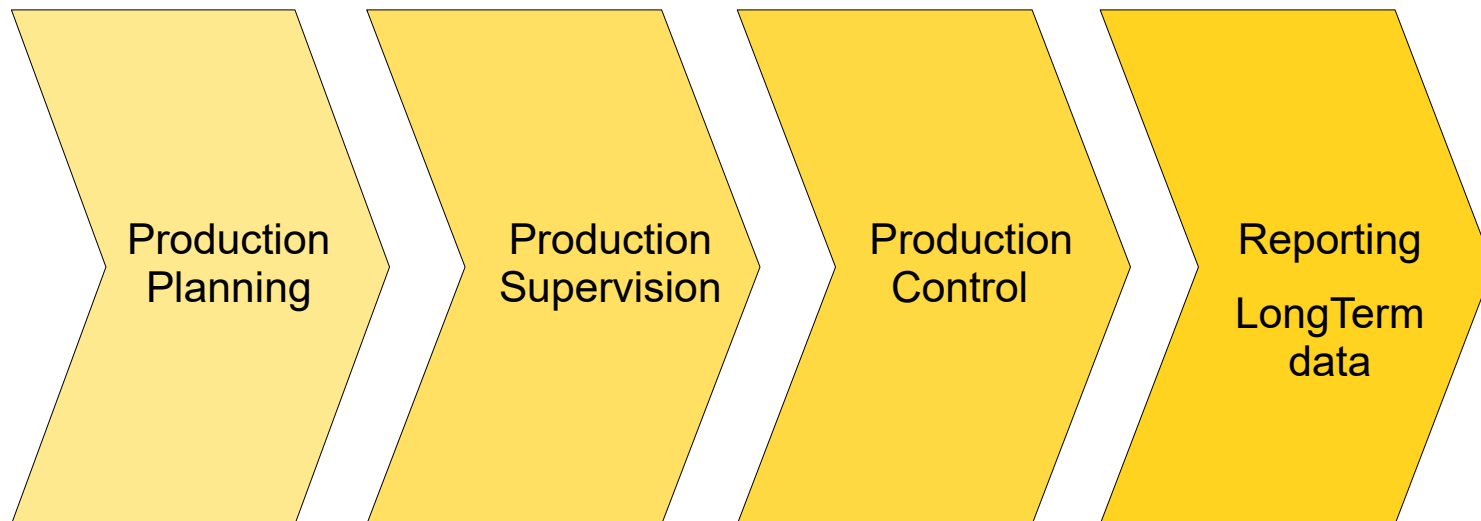 Production
Planning
Production
Supervision
Production
Control
Reporting
LongTerm
data